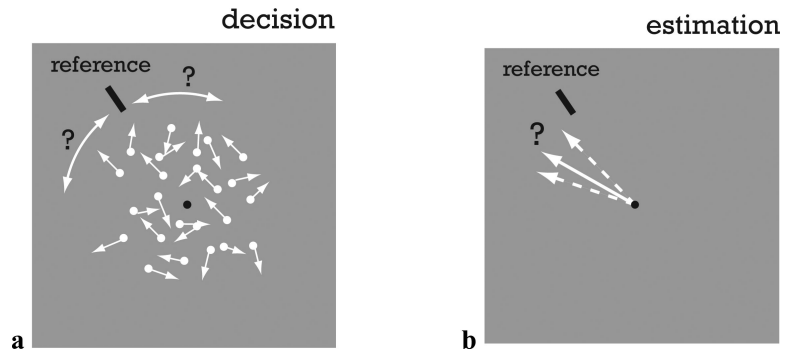 decision
reference
?
?
a
estimation
reference
?
b